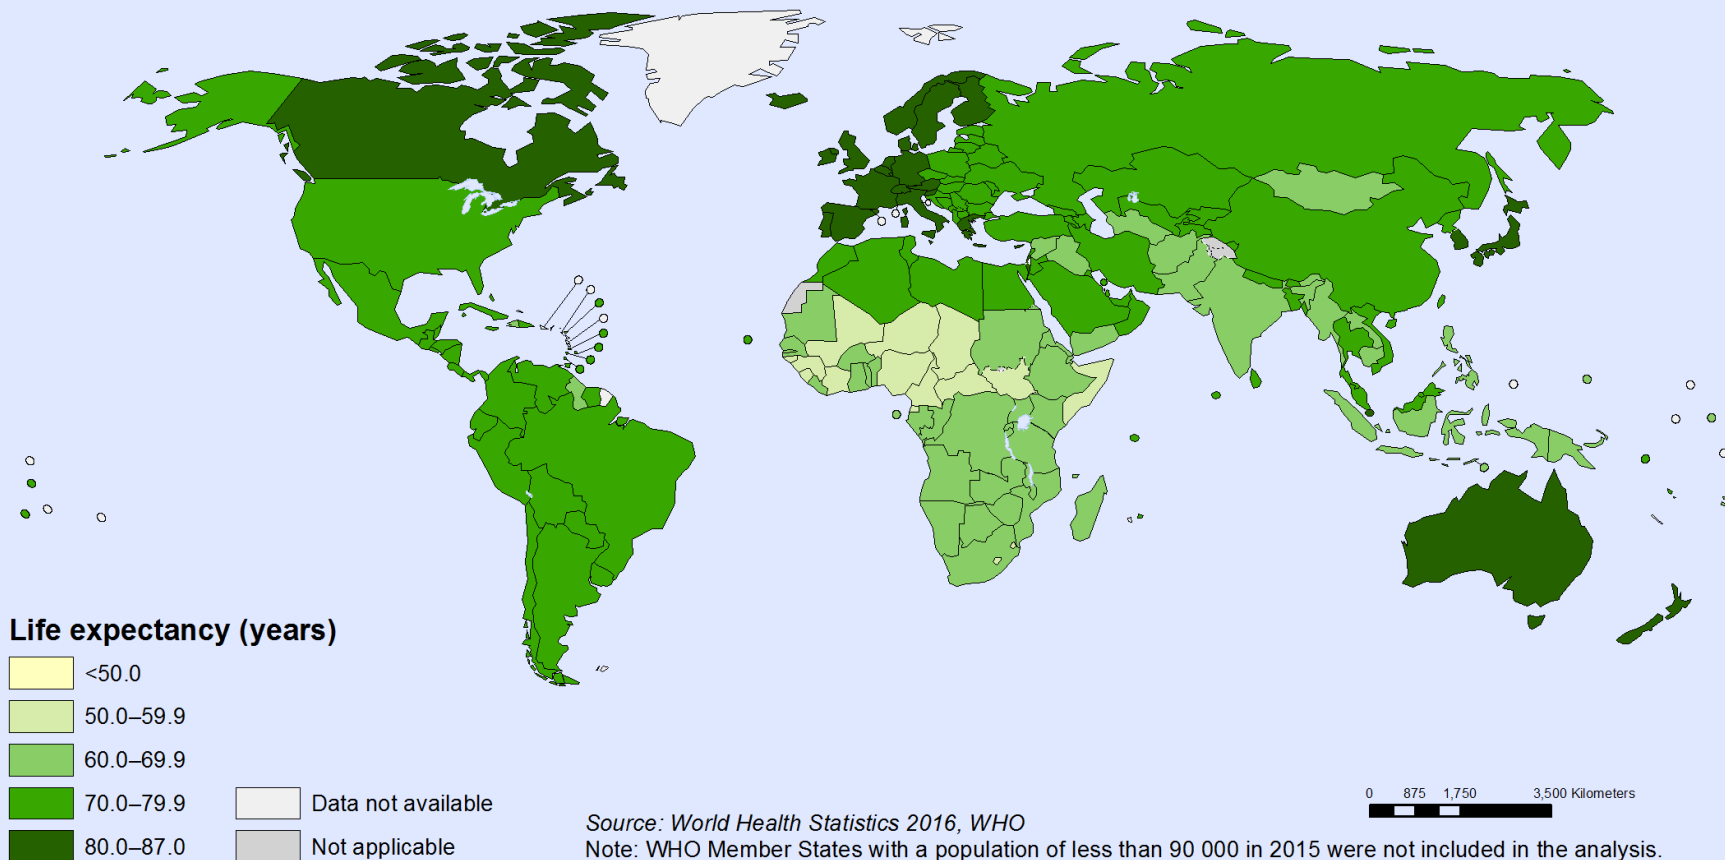 Life expectancy (years)
<50.0
50.0–59.9
60.0–69.9
70.0–79.9
80.0–87.0
Data not available
Not applicable
0 875 1,750 3,500 Kilometers
Source: World Health Statistics 2016, WHO
Note: WHO Member States with a population of less than 90 000 in 2015 were not included in the analysis.